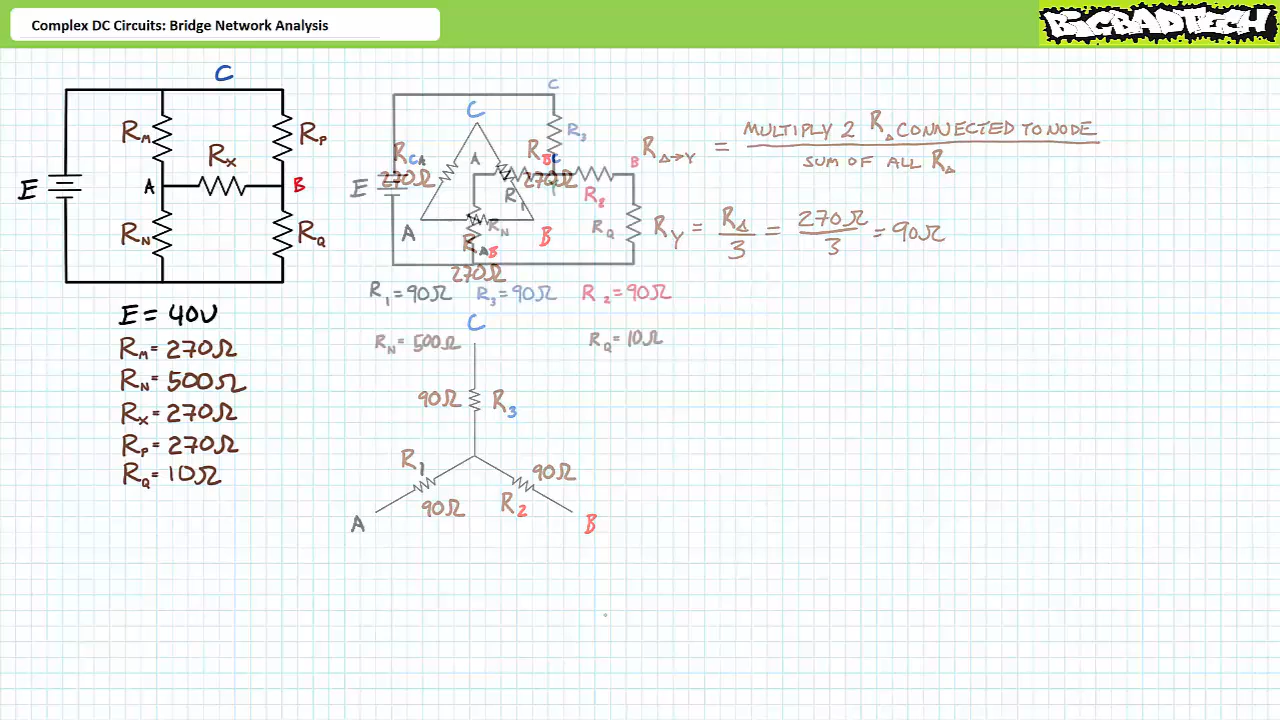 Complex DC Circuits: Bridge Network Analysis
BIGBADTECH
C
R_M
R_P
R_X
E
A
B
R_N
R_Q
E = 40V
R_M = 270Ω
R_N = 500Ω
R_X = 270Ω
R_P = 270Ω
R_Q = 10Ω
C
C
R_3
R_CA
270Ω
A
R_BC
270Ω
B
E
R_1
R_2
R_N
R_Q
A
B
R_AB
270Ω
R_1 = 90Ω R_3 = 90Ω R_2 = 90Ω
C
R_N = 500Ω R_Q = 10Ω
90Ω R_3
R_1
90Ω
90Ω
R_2
A
B
R_Δ→Y = MULTIPLY 2 R_Δ CONNECTED TO NODE
SUM OF ALL R_Δ
R_Y = R_Δ/3 = 270Ω/3 = 90Ω